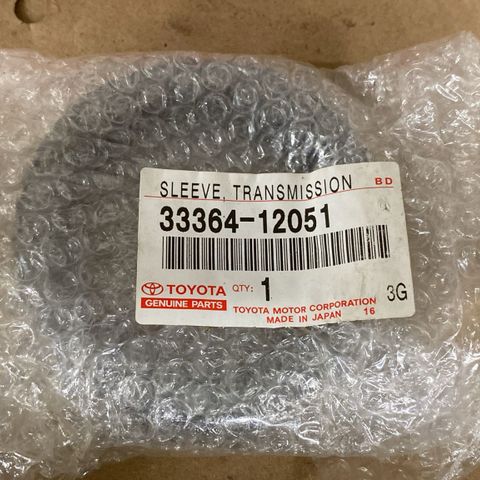 SLEEVE, TRANSMISSION BD
33364-12051
TOYOTA QTY: 1 3G
GENUINE PARTS
TOYOTA MOTOR CORPORATION
MADE IN JAPAN 16